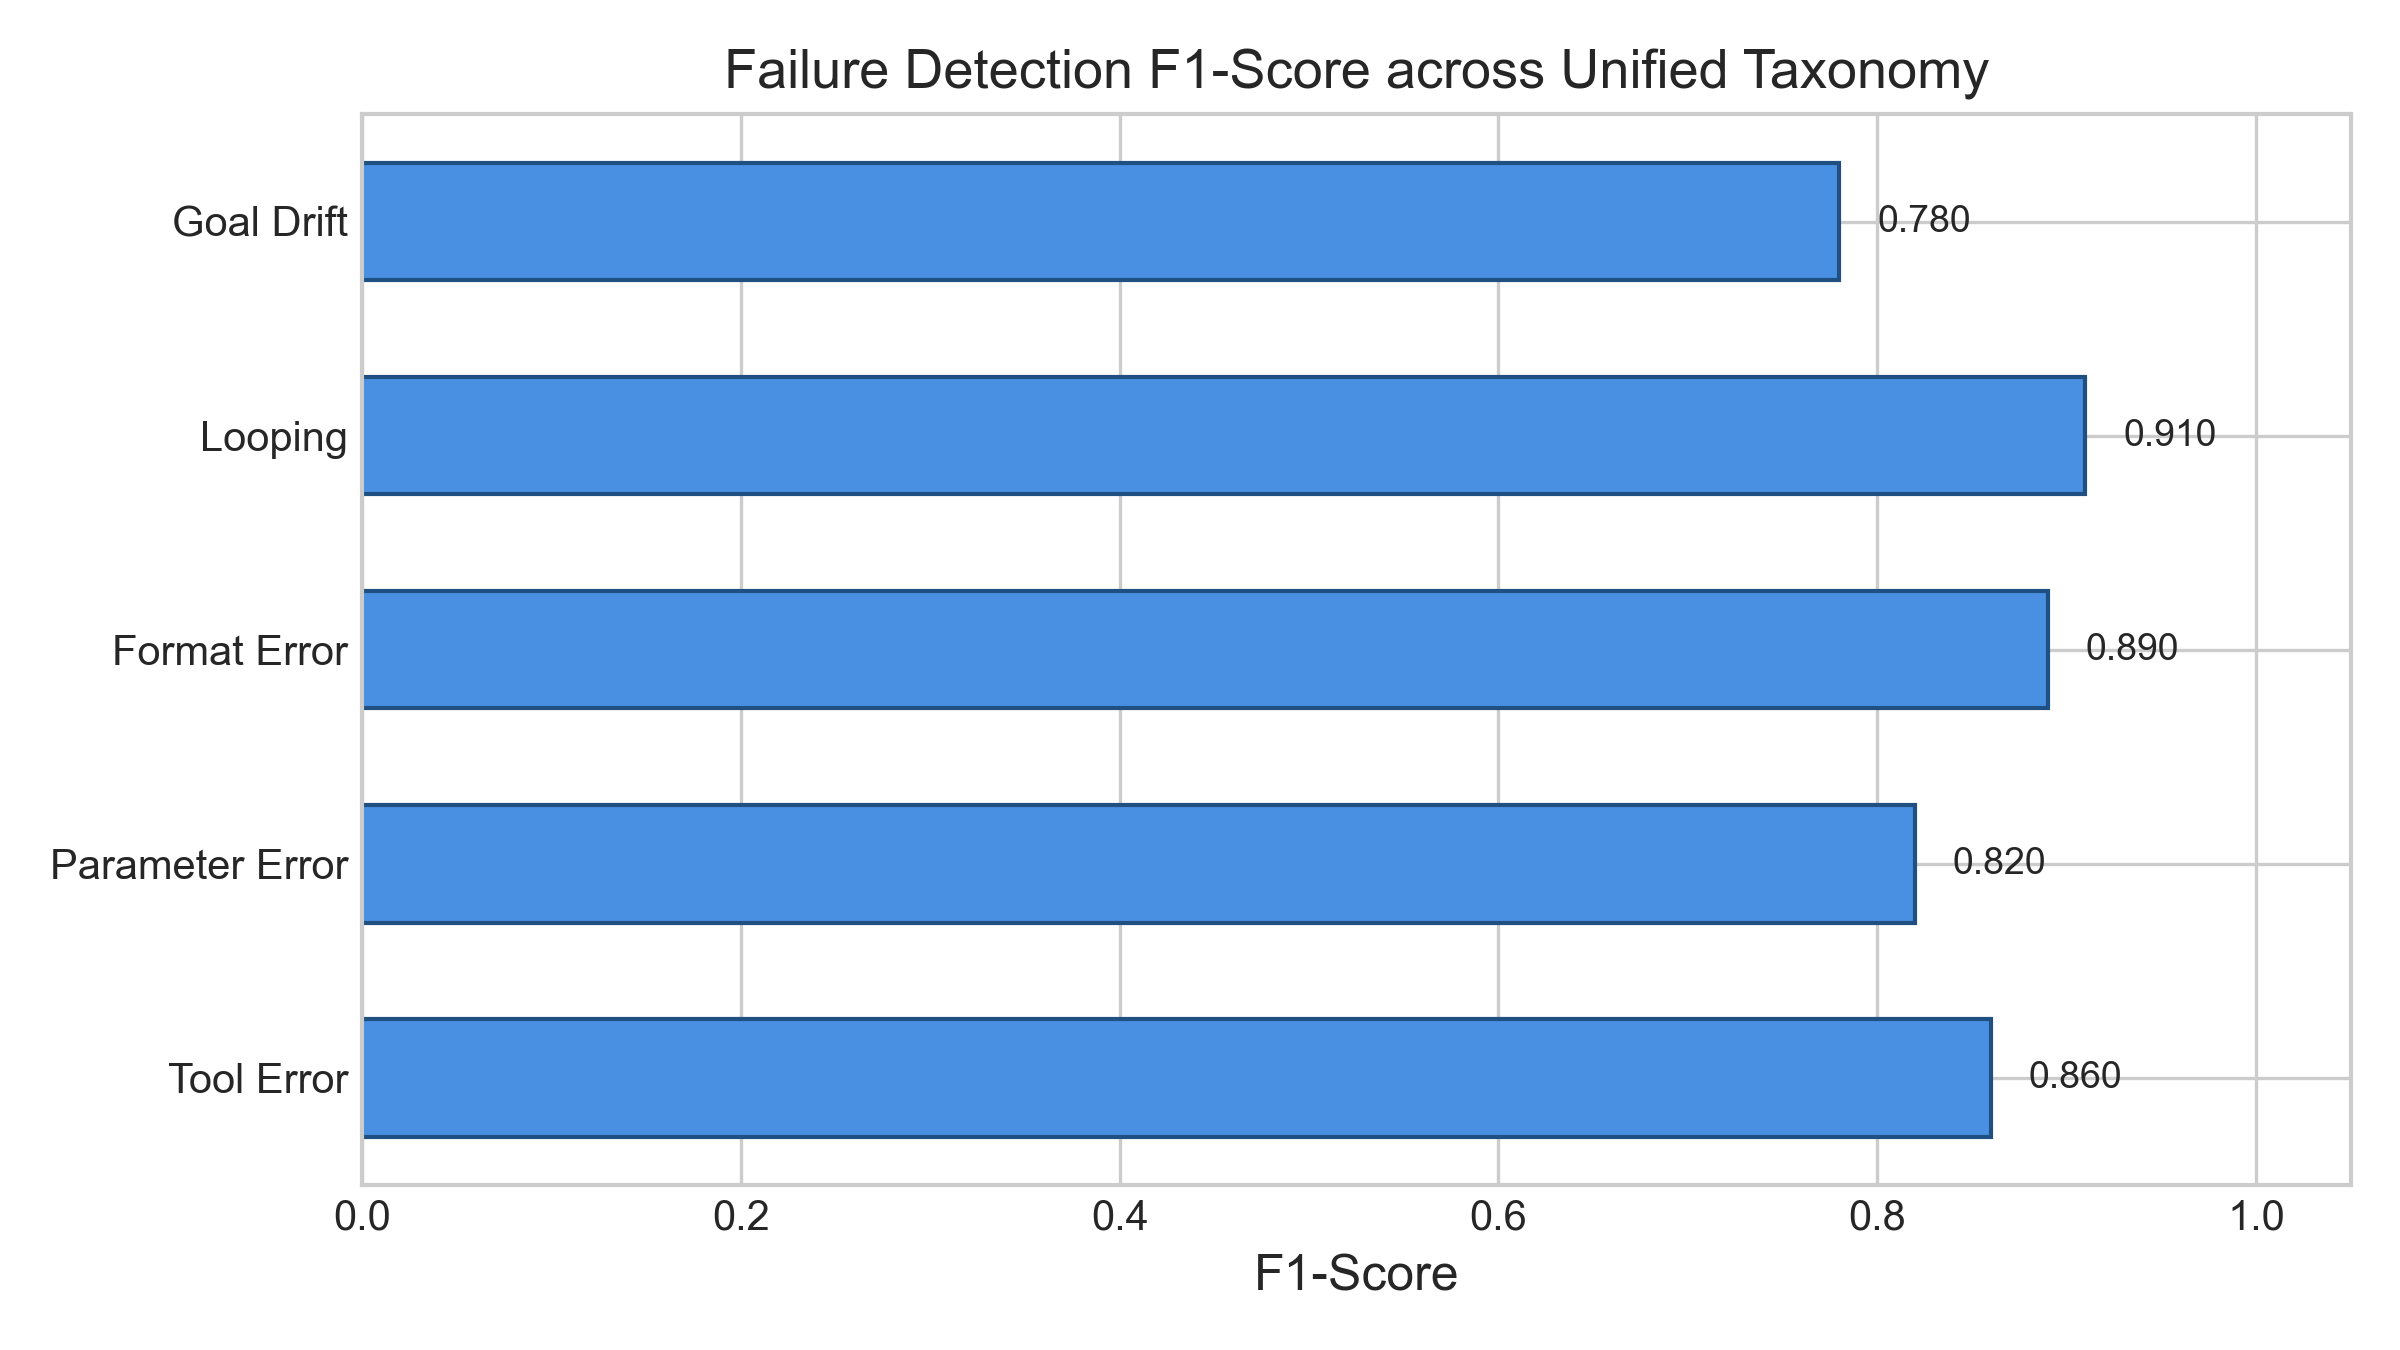 Failure Detection F1-Score across Unified Taxonomy
Goal Drift
0.780
Looping
0.910
Format Error
0.890
Parameter Error
0.820
Tool Error
0.860
0.0
0.2
0.4
0.6
0.8
1.0
F1-Score